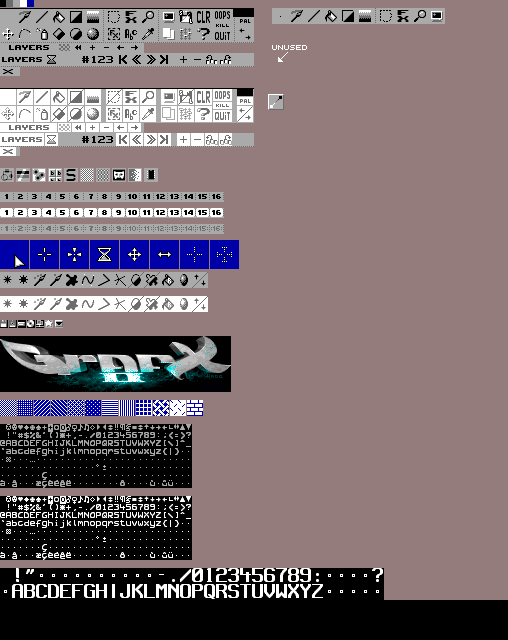 CLR OOPS
KILL
PAL
QUIT
LAYERS
LAYERS #123
UNUSED
CLR OOPS
KILL
PAL
QUIT
LAYERS
LAYERS #123
1 2 3 4 5 6 7 8 9 10 11 12 13 14 15 16
1 2 3 4 5 6 7 8 9 10 11 12 13 14 15 16
1 2 3 4 5 6 7 8 9 10 11 12 13 14 15 16
GrafX
II
!"#$%&'()*+,-./0123456789:;<=>?
@ABCDEFGHIJKLMNOPQRSTUVWXYZ[\]^_
`abcdefghijklmnopqrstuvwxyz{|}
!"#$%&'()*+,-./0123456789:;<=>?
@ABCDEFGHIJKLMNOPQRSTUVWXYZ[\]^_
`abcdefghijklmnopqrstuvwxyz{|}
!"··········-./0123456789:····?
·ABCDEFGHIJKLMNOPQRSTUVWXYZ·····